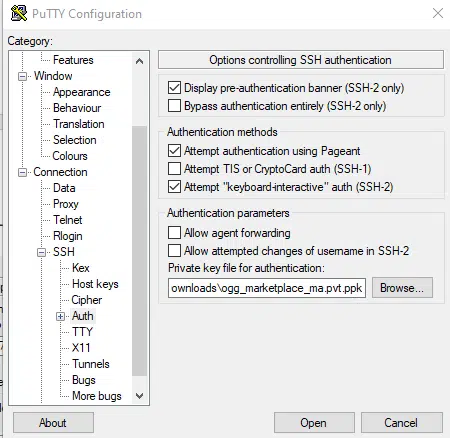 PuTTY Configuration
Category:
Features
Window
Appearance
Behaviour
Translation
Selection
Colours
Connection
Data
Proxy
Telnet
Rlogin
SSH
Kex
Host keys
Cipher
Auth
TTY
X11
Tunnels
Bugs
More bugs
Options controlling SSH authentication
Display pre-authentication banner (SSH-2 only)
Bypass authentication entirely (SSH-2 only)
Authentication methods
Attempt authentication using Pageant
Attempt TIS or CryptoCard auth (SSH-1)
Attempt "keyboard-interactive" auth (SSH-2)
Authentication parameters
Allow agent forwarding
Allow attempted changes of username in SSH-2
Private key file for authentication:
ownloads\ogg_marketplace_ma.pvt.ppk
Browse...
About
Open
Cancel